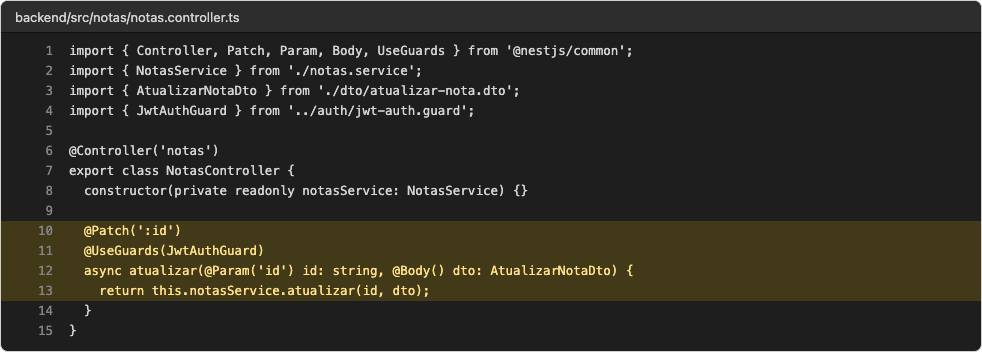 backend/src/notas/notas.controller.ts
1 import { Controller, Patch, Param, Body, UseGuards } from '@nestjs/common';
2 import { NotasService } from './notas.service';
3 import { AtualizarNotaDto } from './dto/atualizar-nota.dto';
4 import { JwtAuthGuard } from '../auth/jwt-auth.guard';
5
6 @Controller('notas')
7 export class NotasController {
8   constructor(private readonly notasService: NotasService) {}
9
10   @Patch(':id')
11   @UseGuards(JwtAuthGuard)
12   async atualizar(@Param('id') id: string, @Body() dto: AtualizarNotaDto) {
13     return this.notasService.atualizar(id, dto);
14   }
15 }